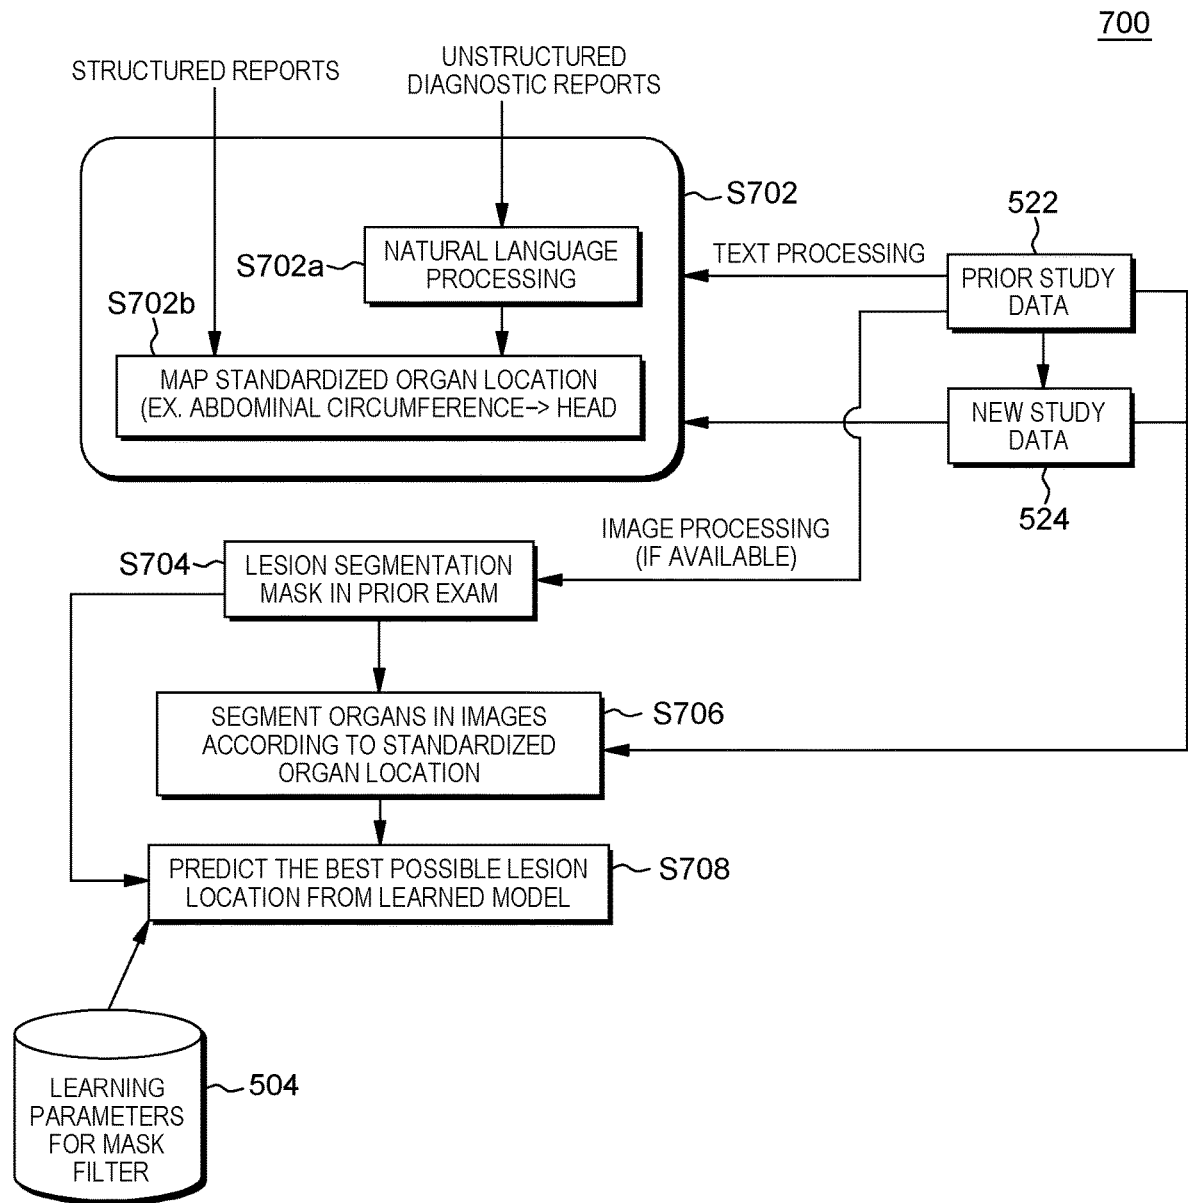 700
STRUCTURED REPORTS
UNSTRUCTURED
DIAGNOSTIC REPORTS
S702
522
S702a
NATURAL LANGUAGE
PROCESSING
TEXT PROCESSING
PRIOR STUDY
DATA
S702b
MAP STANDARDIZED ORGAN LOCATION
(EX. ABDOMINAL CIRCUMFERENCE–> HEAD
NEW STUDY
DATA
524
IMAGE PROCESSING
(IF AVAILABLE)
S704
LESION SEGMENTATION
MASK IN PRIOR EXAM
SEGMENT ORGANS IN IMAGES
ACCORDING TO STANDARDIZED
ORGAN LOCATION
S706
PREDICT THE BEST POSSIBLE LESION
LOCATION FROM LEARNED MODEL
S708
LEARNING
PARAMETERS
FOR MASK
FILTER
504